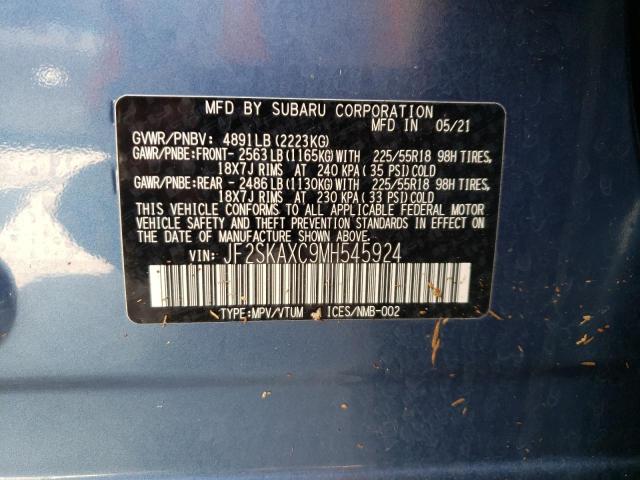 MFD BY SUBARU CORPORATION
MFD IN 05/21
GVWR/PNBV: 4891LB (2223KG)
GAWR/PNBE: FRONT- 2563LB (1165KG) WITH 225/55R18 98H TIRES,
18X7J RIMS AT 240 KPA (35 PSI) COLD
GAWR/PNBE: REAR - 2486LB (1130KG) WITH 225/55R18 98H TIRES,
18X7J RIMS AT 230 KPA (33 PSI) COLD
THIS VEHICLE CONFORMS TO ALL APPLICABLE FEDERAL MOTOR
VEHICLE SAFETY AND THEFT PREVENTION STANDARDS IN EFFECT ON
THE DATE OF MANUFACTURE SHOWN ABOVE.
VIN: JF2SKAXC9MH545924
TYPE: MPV/VTUM ICES/NMB-002